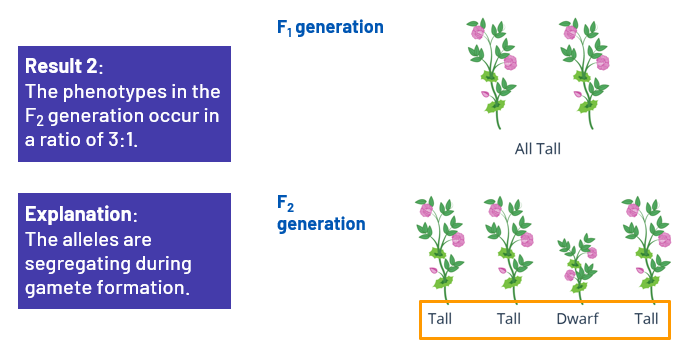 F₁ generation
Result 2:
The phenotypes in the
F₂ generation occur in
a ratio of 3:1.
All Tall
Explanation:
The alleles are
segregating during
gamete formation.
F₂
generation
Tall Tall Dwarf Tall